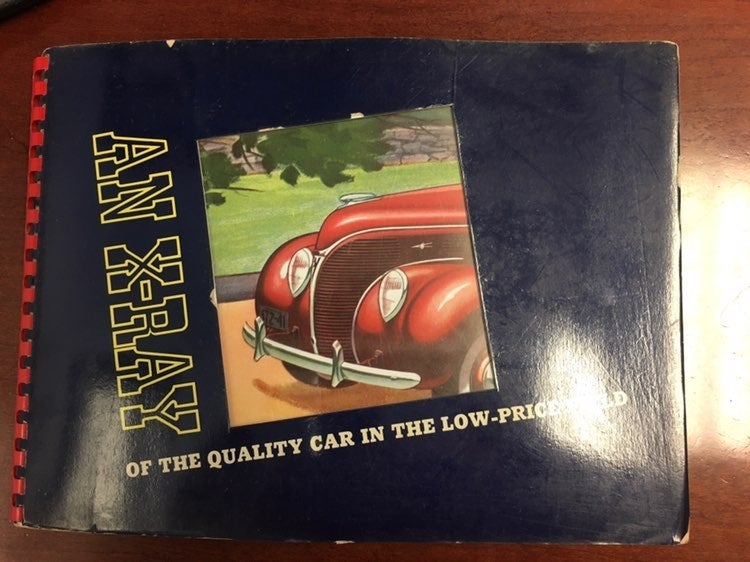 AN X-RAY
OF THE QUALITY CAR IN THE LOW-PRICE